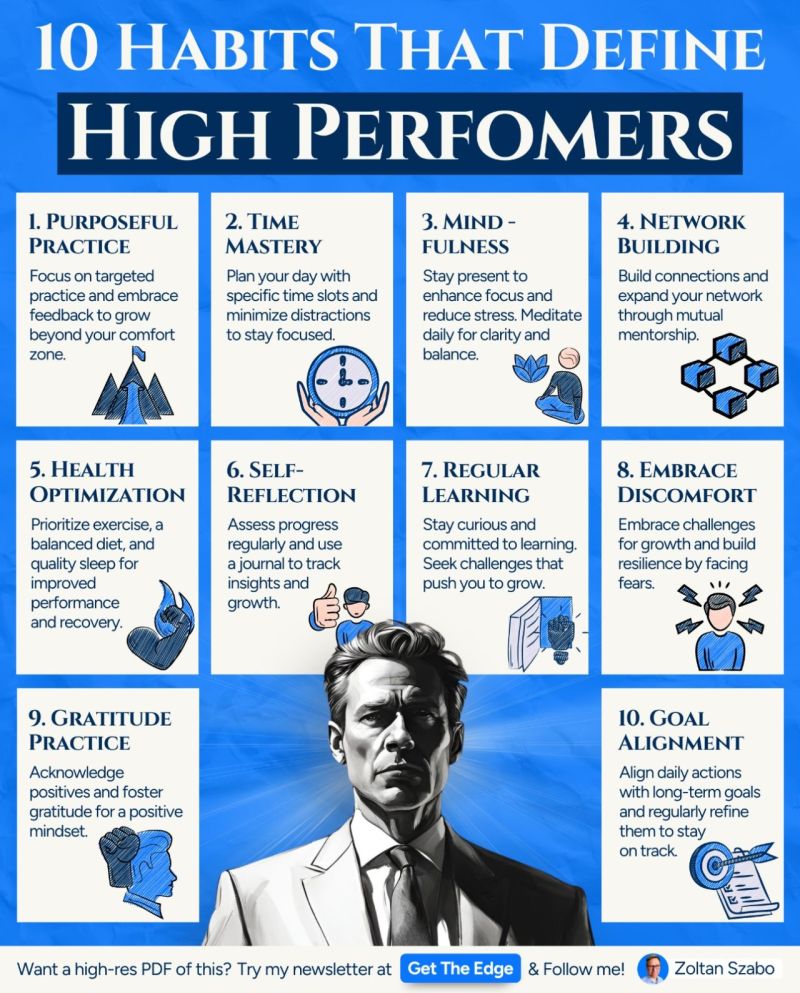 10 Habits That Define
High Perfomers
1. Purposeful
Practice
Focus on targeted
practice and embrace
feedback to grow
beyond your comfort
zone.
2. Time
Mastery
Plan your day with
specific time slots and
minimize distractions
to stay focused.
3. Mind -
fulness
Stay present to
enhance focus and
reduce stress. Meditate
daily for clarity and
balance.
4. Network
Building
Build connections and
expand your network
through mutual
mentorship.
5. Health
Optimization
Prioritize exercise, a
balanced diet, and
quality sleep for
improved
performance
and recovery.
6. Self-
Reflection
Assess progress
regularly and use
a journal to track
insights and
growth.
7. Regular
Learning
Stay curious and
committed to learning.
Seek challenges that
push you to grow.
8. Embrace
Discomfort
Embrace challenges
for growth and build
resilience by facing
fears.
9. Gratitude
Practice
Acknowledge
positives and foster
gratitude for a positive
mindset.
10. Goal
Alignment
Align daily actions
with long-term goals
and regularly refine
them to stay
on track.
Want a high-res PDF of this? Try my newsletter at Get The Edge & Follow me! Zoltan Szabo